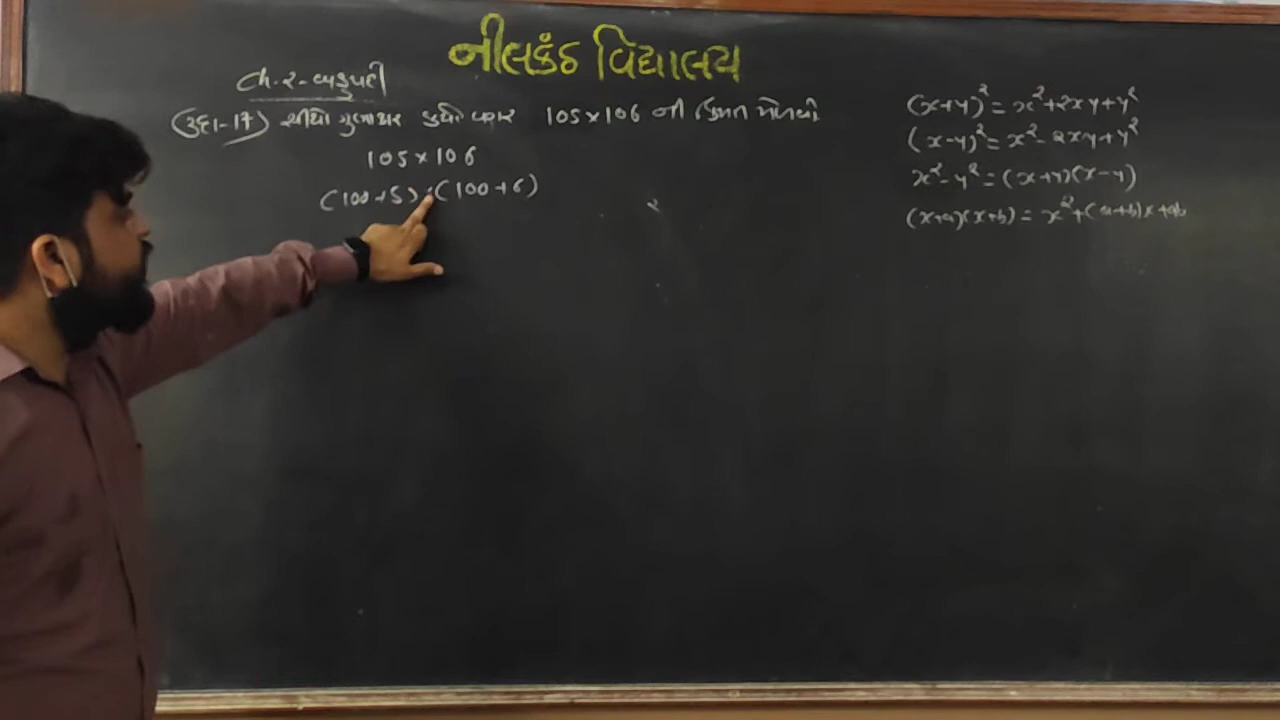 નીલકંઠ વિદ્યાલય
Ch-2-બહુપદી
ઉદા-17) સીધો ગુણાકાર કર્યા વગર 105×106 ની કિંમત મેળવો
105×106
(100+5)×(100+6)
(x+y)²=x²+2xy+y²
(x-y)²=x²-2xy+y²
x²-y²=(x+y)(x-y)
(x+a)(x+b)=x²+(a+b)x+ab